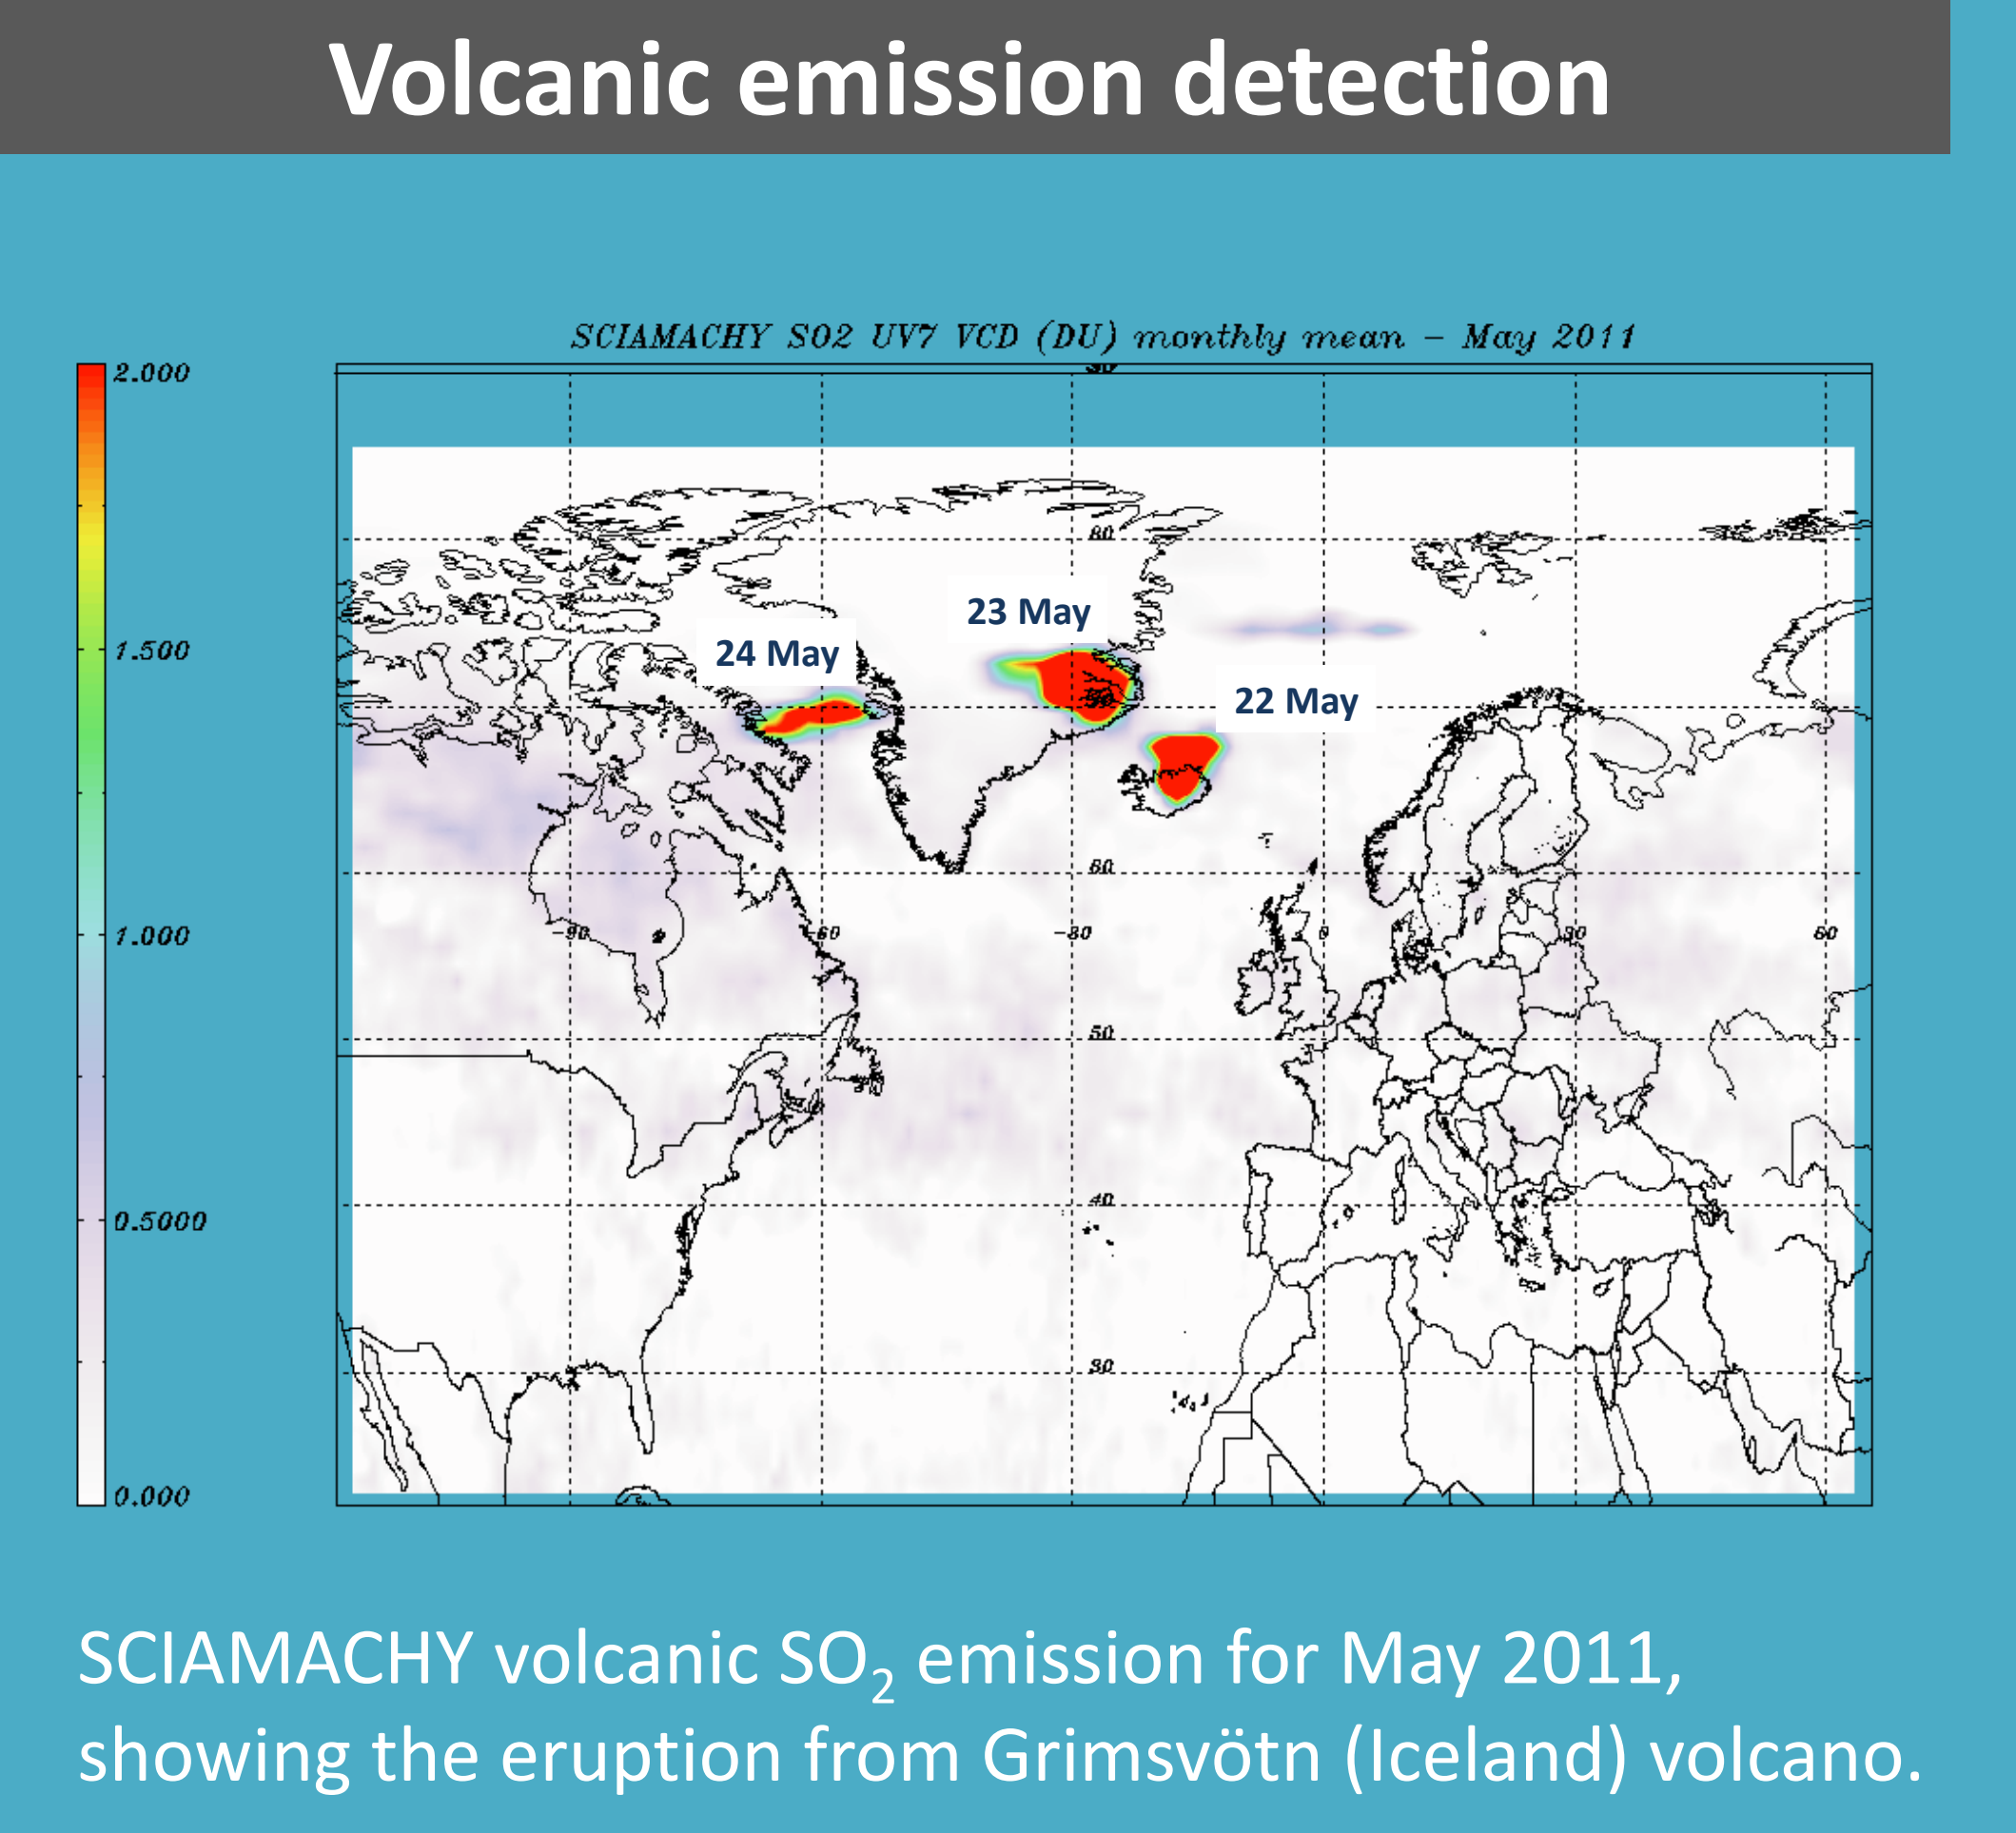 Volcanic emission detection
SCIAMACHY SO2 UV7 VCD (DU) monthly mean - May 2011
2.000
1.500
1.000
0.5000
0.000
80
23 May
24 May
22 May
60
-90
-60
-30
0
30
60
50
40
30
SCIAMACHY volcanic SO₂ emission for May 2011,
showing the eruption from Grimsvötn (Iceland) volcano.